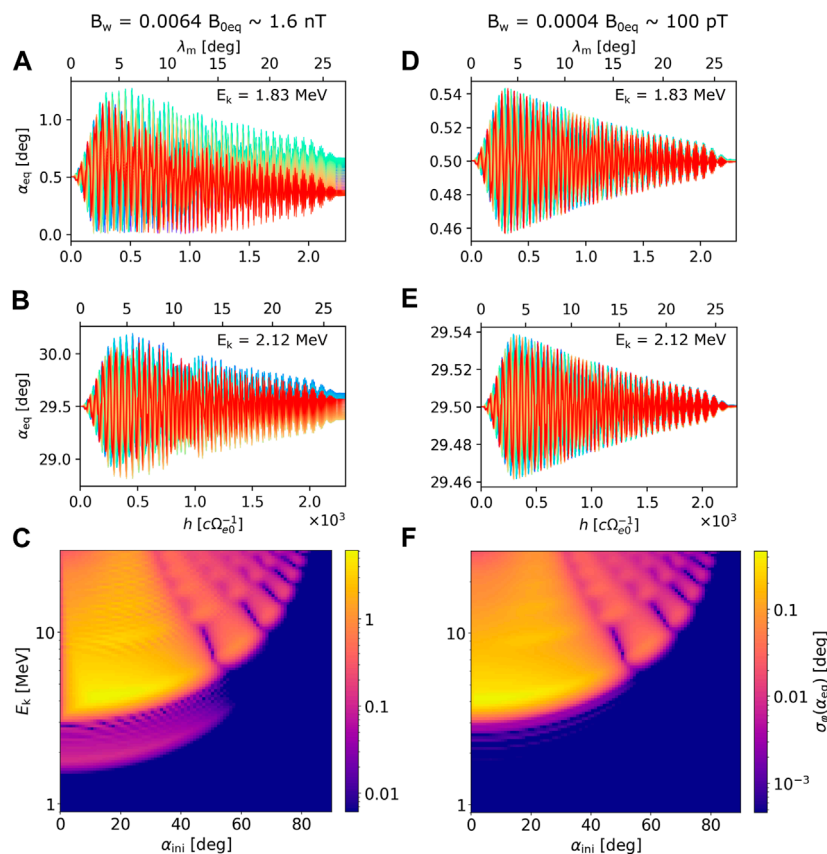 B_w = 0.0064 B_0eq ~ 1.6 nT
B_w = 0.0004 B_0eq ~ 100 pT
λ_m [deg]
λ_m [deg]
A
0 5 10 15 20 25
D
0 5 10 15 20 25
E_k = 1.83 MeV
E_k = 1.83 MeV
α_eq [deg]
1.0
0.5
0.0
0.54
0.52
0.50
0.48
0.46
0.0 0.5 1.0 1.5 2.0
0.0 0.5 1.0 1.5 2.0
B
0 5 10 15 20 25
E
0 5 10 15 20 25
E_k = 2.12 MeV
E_k = 2.12 MeV
α_eq [deg]
30.0
29.5
29.0
29.54
29.52
29.50
29.48
29.46
0.0 0.5 1.0 1.5 2.0
0.0 0.5 1.0 1.5 2.0
h [cΩ_e0^-1] ×10^3
h [cΩ_e0^-1] ×10^3
C
F
E_k [MeV]
10
1
0 20 40 60 80
α_ini [deg]
1
0.1
0.01
10
1
0 20 40 60 80
α_ini [deg]
0.1
0.01
10^-3
σ_φ(α_eq) [deg]